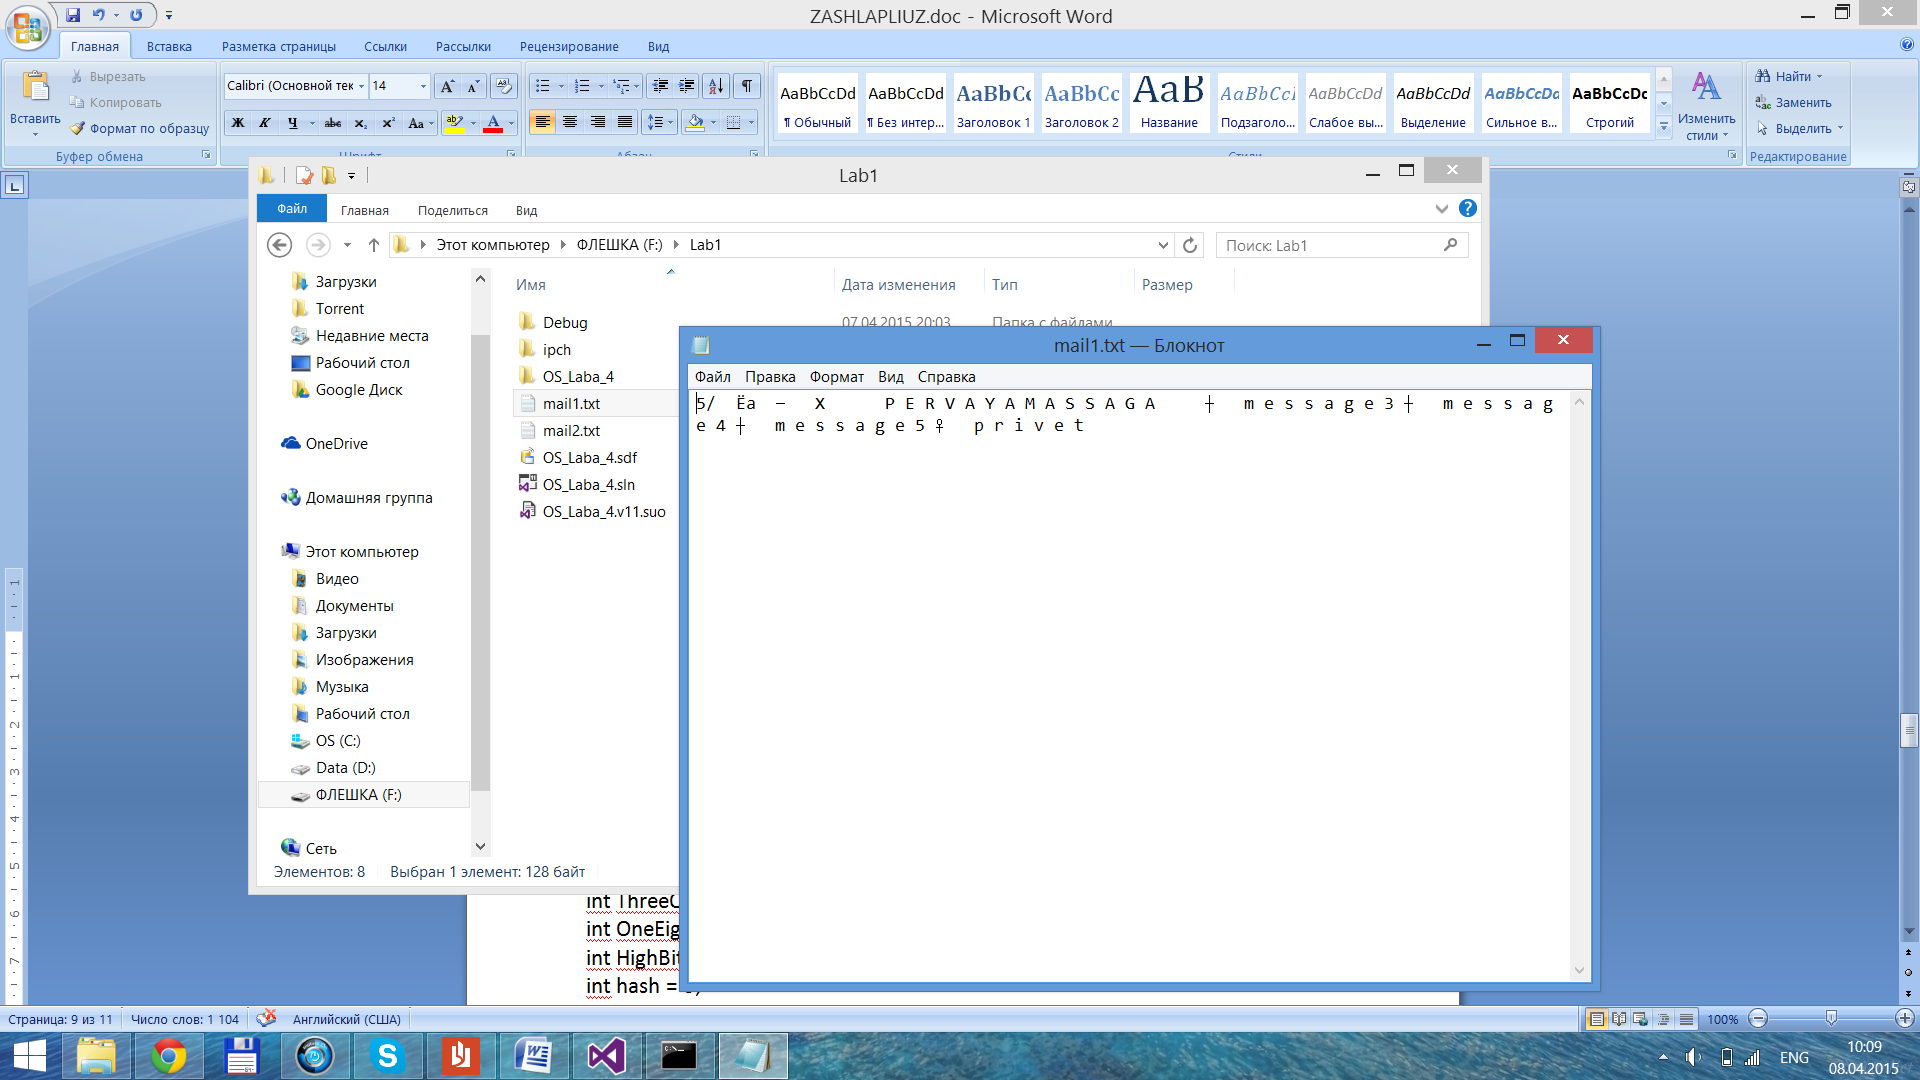 ZASHLAPLIUZ.doc - Microsoft Word
Главная Вставка Разметка страницы Ссылки Рассылки Рецензирование Вид
Вставить
Вырезать
Копировать
Формат по образцу
Буфер обмена
Calibri (Основной тек 14
Шрифт
Абзац
AaBbCcDd AaBbCcDd AaBbCc AaBbCc AaB AaBbCcI AaBbCcDd AaBbCcDd AaBbCcDd AaBbCcDc
¶ Обычный ¶ Без интер... Заголовок 1 Заголовок 2 Название Подзаголо... Слабое вы... Выделение Сильное в... Строгий
Стили
Изменить стили
Найти
Заменить
Выделить
Редактирование
Lab1
Файл Главная Поделиться Вид
Этот компьютер ФЛЕШКА (F:) Lab1
Поиск: Lab1
Загрузки
Torrent
Недавние места
Рабочий стол
Google Диск
OneDrive
Домашняя группа
Этот компьютер
Видео
Документы
Загрузки
Изображения
Музыка
Рабочий стол
OS (C:)
Data (D:)
ФЛЕШКА (F:)
Сеть
Имя Дата изменения Тип Размер
Debug 07.04.2015 20:03 Папка с файлами
ipch
OS_Laba_4
mail1.txt
mail2.txt
OS_Laba_4.sdf
OS_Laba_4.sln
OS_Laba_4.v11.suo
Элементов: 8 Выбран 1 элемент: 128 байт
mail1.txt — Блокнот
Файл Правка Формат Вид Справка
5/ Ёа – X P E R V A Y A M A S S A G A ┼ m e s s a g e 3 ┼ m e s s a g
e 4 ┼ m e s s a g e 5 ♀ p r i v e t
int ThreeC
int OneEig
int HighBit
int hash =
Страница: 9 из 11 Число слов: 1 104 Английский (США) 100%
ENG
10:09
08.04.2015